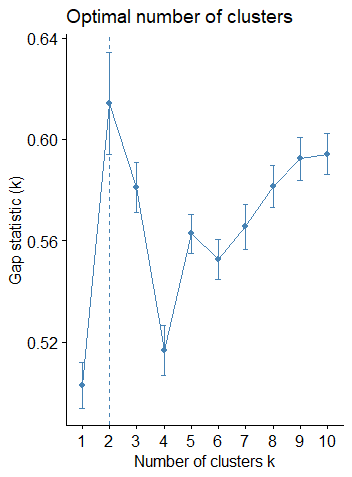 Optimal number of clusters
Gap statistic (k)
0.64
0.60
0.56
0.52
1 2 3 4 5 6 7 8 9 10
Number of clusters k